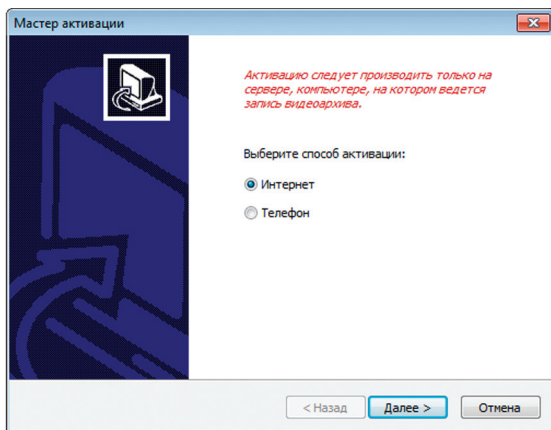 Мастер активации
Активацию следует производить только на
сервере, компьютере, на котором ведется
запись видеоархива.
Выберите способ активации:
Интернет
Телефон
< Назад
Далее >
Отмена